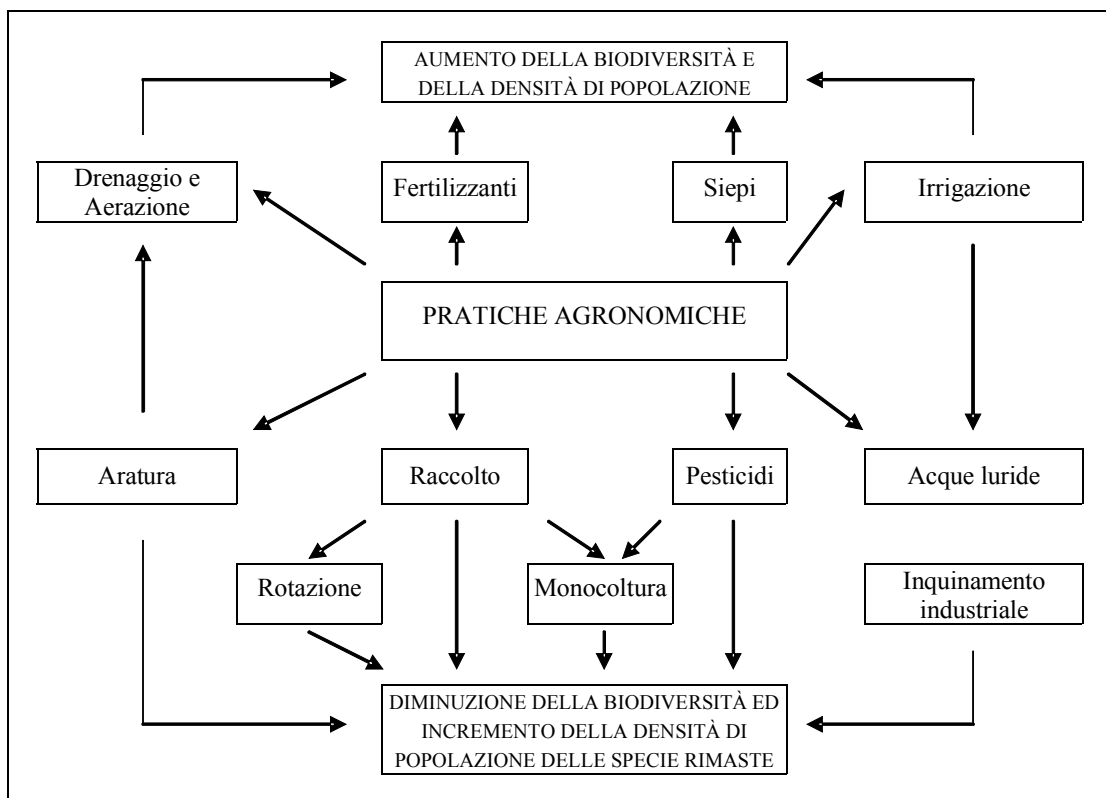 AUMENTO DELLA BIODIVERSITÀ E
DELLA DENSITÀ DI POPOLAZIONE
Drenaggio e
Aerazione
Fertilizzanti
Siepi
Irrigazione
PRATICHE AGRONOMICHE
Aratura
Raccolto
Pesticidi
Acque luride
Rotazione
Monocoltura
Inquinamento
industriale
DIMINUZIONE DELLA BIODIVERSITÀ ED
INCREMENTO DELLA DENSITÀ DI
POPOLAZIONE DELLE SPECIE RIMASTE